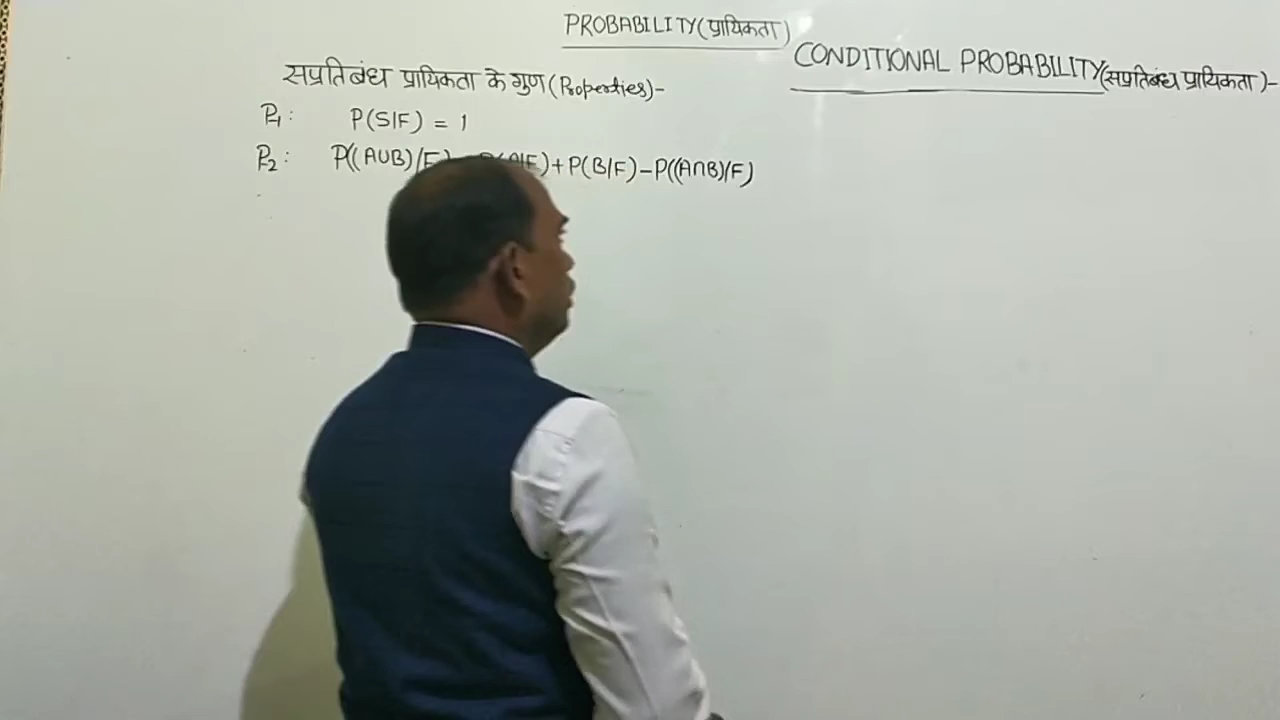 PROBABILITY(प्रायिकता)
CONDITIONAL PROBABILITY(सप्रतिबंध प्रायिकता)-
सप्रतिबंध प्रायिकता के गुण(Properties)-
P1: P(S/F) = 1
P2: P((A∪B)/F) P(A/F)+P(B/F)-P((A∩B)/F)